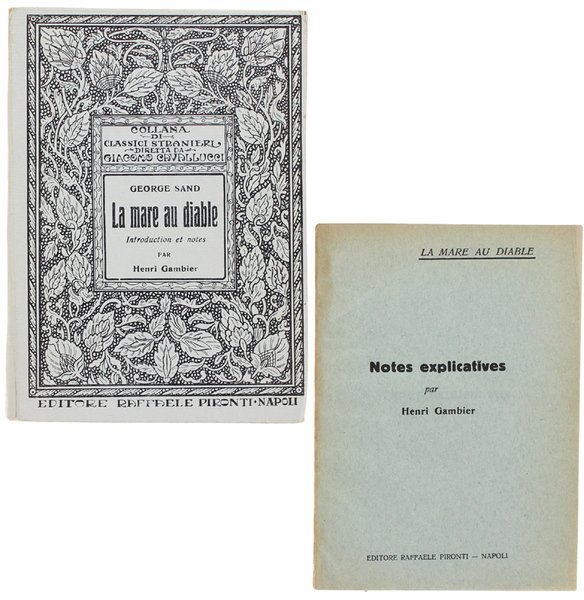 COLLANA
DI
CLASSICI STRANIERI
DIRETTA DA
GIACOMO CAVALLUCCI
GEORGE SAND
La mare au diable
Introduction et notes
PAR
Henri Gambier
EDITORE RAFFAELE PIRONTI · NAPOLI
LA MARE AU DIABLE
Notes explicatives
par
Henri Gambier
EDITORE RAFFAELE PIRONTI — NAPOLI